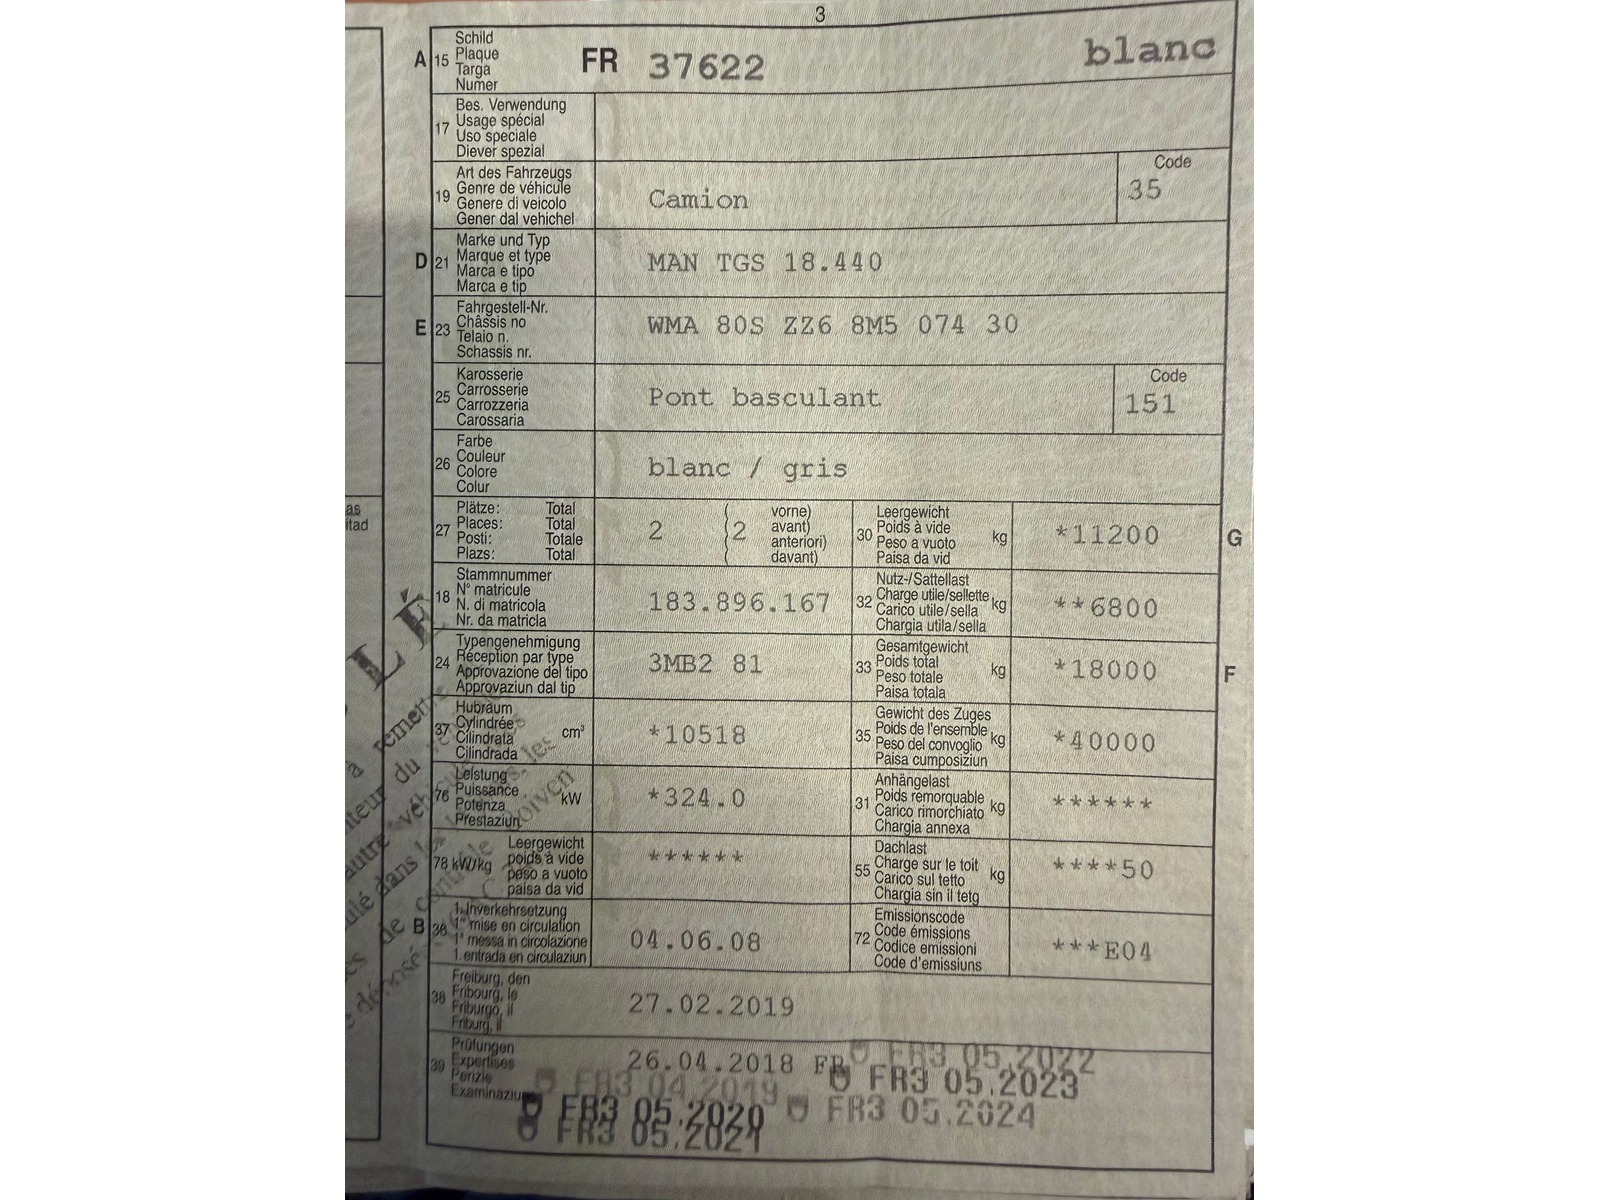 3
A 15 Schild
Plaque
Targa
Numer
FR 37622 blanc
17 Bes. Verwendung
Usage spécial
Uso speciale
Diever spezial
19 Art des Fahrzeugs
Genre de véhicule
Genere di veicolo
Gener dal vehichel
Camion
Code
35
D 21 Marke und Typ
Marque et type
Marca e tipo
Marca e tip
MAN TGS 18.440
E 23 Fahrgestell-Nr.
Châssis no
Telaio n.
Schassis nr.
WMA 80S ZZ6 8M5 074 30
25 Karosserie
Carrosserie
Carrozzeria
Carossaria
Pont basculant
Code
151
26 Farbe
Couleur
Colore
Colur
blanc / gris
27 Plätze: Total
Places: Total
Posti: Totale
Plazs: Total
2 (2 vorne)
avant)
anteriori)
davant)
30 Leergewicht
Poids à vide
Peso a vuoto
Paisa da vid
kg *11200 G
18 Stammnummer
N° matricule
N. di matricola
Nr. da matricla
183.896.167
32 Nutz-/Sattellast
Charge utile/sellette
Carico utile/sella
Chargia utila/sella
kg **6800
24 Typengenehmigung
Réception par type
Approvazione del tipo
Approvaziun dal tip
3MB2 81
33 Gesamtgewicht
Poids total
Peso totale
Paisa totala
kg *18000 F
37 Hubraum
Cylindrée
Cilindrata
Cilindrada
cm³ *10518
35 Gewicht des Zuges
Poids de l'ensemble
Peso del convoglio
Paisa cumposiziun
kg *40000
76 Leistung
Puissance
Potenza
Prestaziun
kW *324.0
31 Anhängelast
Poids remorquable
Carico rimorchiato
Chargia annexa
kg ******
78 kW/kg Leergewicht
poids à vide
peso a vuoto
paisa da vid
******
55 Dachlast
Charge sur le toit
Carico sul tetto
Chargia sin il tetg
kg ****50
B 36 1. Inverkehrsetzung
1re mise en circulation
1a messa in circolazione
1. entrada en circulaziun
04.06.08
72 Emissionscode
Code émissions
Codice emissioni
Code d'emissiuns
***E04
38 Freiburg, den
Fribourg, le
Friburgo, il
Friburg, il
27.02.2019
39 Prüfungen
Expertises
Perizie
Examinaziu
26.04.2018 FR
FR3 05.2022
FR3 04.2019
FR3 05.2023
FR3 05.2020
FR3 05.2024
FR3 05.2021
as
itad
LÉ
à remettre
du
autre
dans
de contrôle
doivent
les